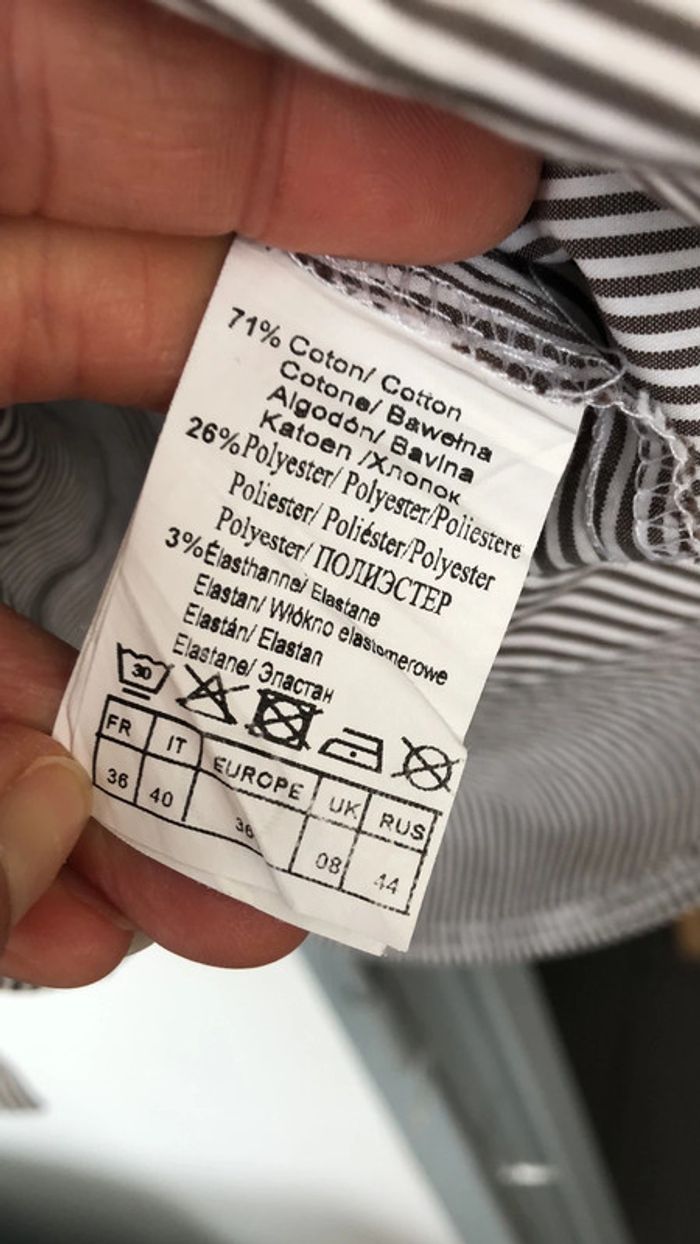 71% Coton/ Cotton
Cotone/ Bawełna
Algodón/ Bavlna
Katoen /Хлопок
26%Polyester/ Polyester/Poliestere
Poliester/ Poliéster/Polyester
Polyester/ ПОЛИЭСТЕР
3%Élasthanne/ Elastane
Elastan/ Włókno elastomerowe
Elastán/ Elastan
Elastane/ Эластан
30
FR IT EUROPE UK RUS
36 40 36 08 44